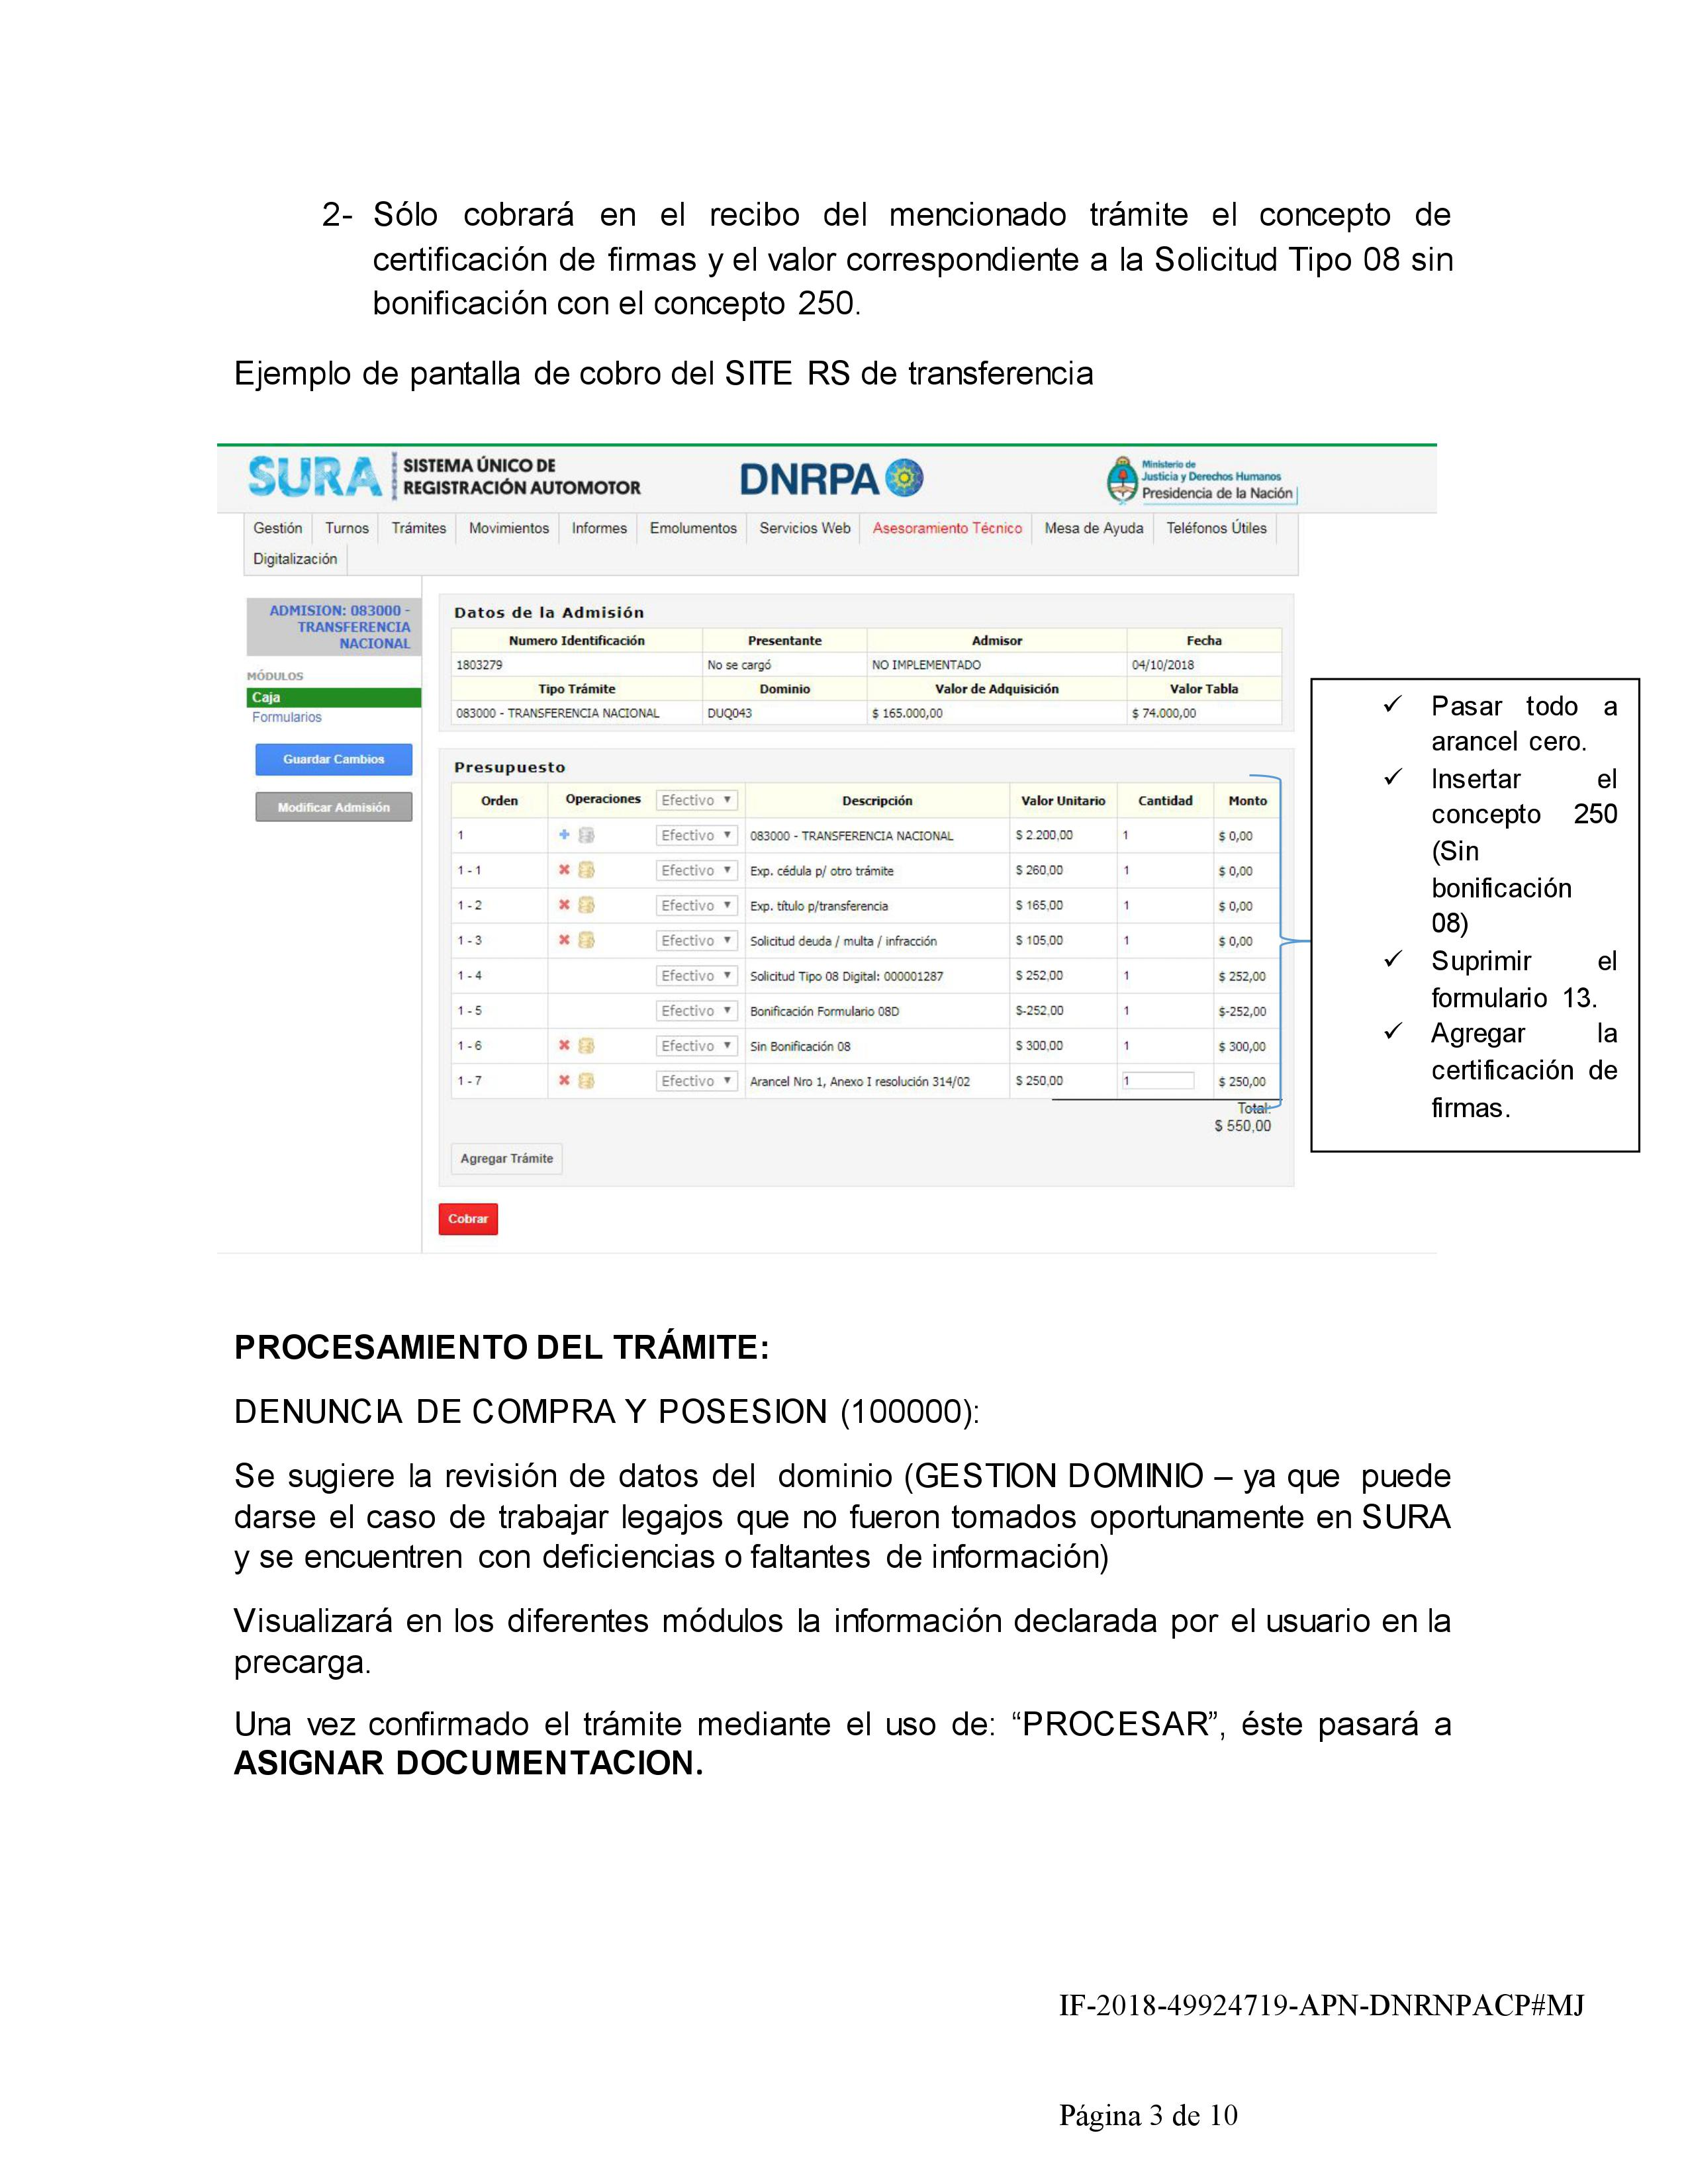 2- Sólo cobrará en el recibo del mencionado trámite el concepto de
certificación de firmas y el valor correspondiente a la Solicitud Tipo 08 sin
bonificación con el concepto 250.
Ejemplo de pantalla de cobro del SITE RS de transferencia
SURA SISTEMA ÚNICO DE
REGISTRACIÓN AUTOMOTOR
DNRPA
Ministerio de
Justicia y Derechos Humanos
Presidencia de la Nación
Gestión Turnos Trámites Movimientos Informes Emolumentos Servicios Web Asesoramiento Técnico Mesa de Ayuda Teléfonos Útiles
Digitalización
ADMISION: 083000 -
TRANSFERENCIA
NACIONAL
MÓDULOS
Caja
Formularios
Guardar Cambios
Modificar Admisión
Datos de la Admisión
Numero Identificación Presentante Admisor Fecha
1803279 No se cargó NO IMPLEMENTADO 04/10/2018
Tipo Trámite Dominio Valor de Adquisición Valor Tabla
083000 - TRANSFERENCIA NACIONAL DUQ043 $ 165.000,00 $ 74.000,00
Presupuesto
Orden Operaciones Efectivo ▼ Descripción Valor Unitario Cantidad Monto
1 Efectivo ▼ 083000 - TRANSFERENCIA NACIONAL $ 2.200,00 1 $ 0,00
1 - 1 Efectivo ▼ Exp. cédula p/ otro trámite $ 260,00 1 $ 0,00
1 - 2 Efectivo ▼ Exp. título p/transferencia $ 165,00 1 $ 0,00
1 - 3 Efectivo ▼ Solicitud deuda / multa / infracción $ 105,00 1 $ 0,00
1 - 4 Efectivo ▼ Solicitud Tipo 08 Digital: 000001287 $ 252,00 1 $ 252,00
1 - 5 Efectivo ▼ Bonificación Formulario 08D $-252,00 1 $-252,00
1 - 6 Efectivo ▼ Sin Bonificación 08 $ 300,00 1 $ 300,00
1 - 7 Efectivo ▼ Arancel Nro 1, Anexo I resolución 314/02 $ 250,00 1 $ 250,00
Total:
$ 550,00
Agregar Trámite
Cobrar
✓ Pasar todo a
arancel cero.
✓ Insertar el
concepto 250
(Sin
bonificación
08)
✓ Suprimir el
formulario 13.
✓ Agregar la
certificación de
firmas.
PROCESAMIENTO DEL TRÁMITE:
DENUNCIA DE COMPRA Y POSESION (100000):
Se sugiere la revisión de datos del dominio (GESTION DOMINIO – ya que puede
darse el caso de trabajar legajos que no fueron tomados oportunamente en SURA
y se encuentren con deficiencias o faltantes de información)
Visualizará en los diferentes módulos la información declarada por el usuario en la
precarga.
Una vez confirmado el trámite mediante el uso de: “PROCESAR”, éste pasará a
ASIGNAR DOCUMENTACION.
IF-2018-49924719-APN-DNRNPACP#MJ
Página 3 de 10